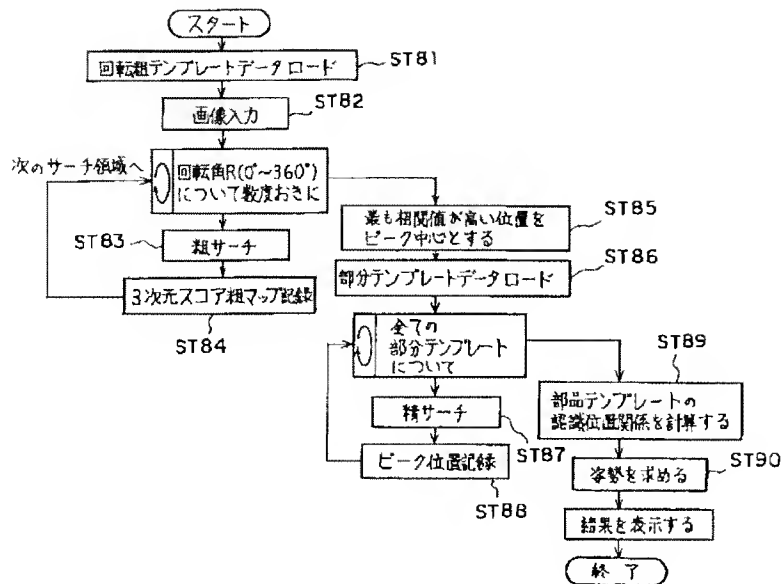 スタート
回転粗テンプレートデータロード
ST81
画像入力
ST82
次のサーチ領域へ
回転角R(0°～360°)
について数度おきに
粗サーチ
ST83
3次元スコア粗マップ記録
ST84
最も相関値が高い位置を
ピーク中心とする
ST85
部分テンプレートデータロード
ST86
全ての
部分テンプレート
について
精サーチ
ST87
ピーク位置記録
ST88
部品テンプレートの
認識位置関係を計算する
ST89
姿勢を求める
ST90
結果を表示する
終了